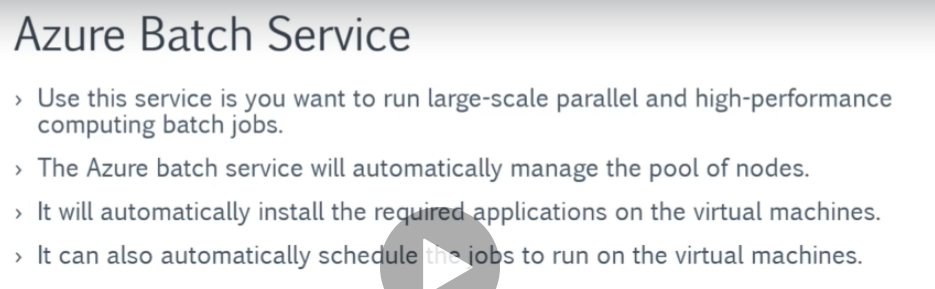 Azure Batch Service
› Use this service is you want to run large-scale parallel and high-performance
computing batch jobs.
› The Azure batch service will automatically manage the pool of nodes.
› It will automatically install the required applications on the virtual machines.
› It can also automatically schedule the jobs to run on the virtual machines.